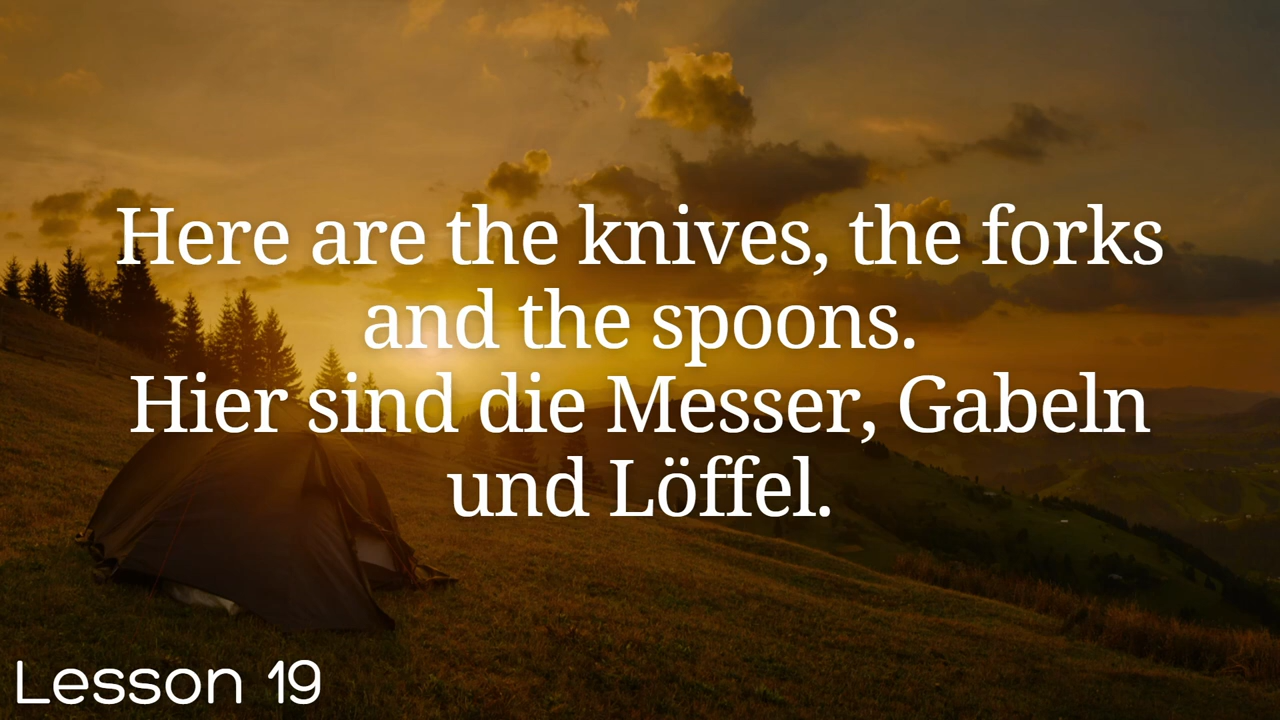 Here are the knives, the forks
and the spoons.
Hier sind die Messer, Gabeln
und Löffel.
Lesson 19